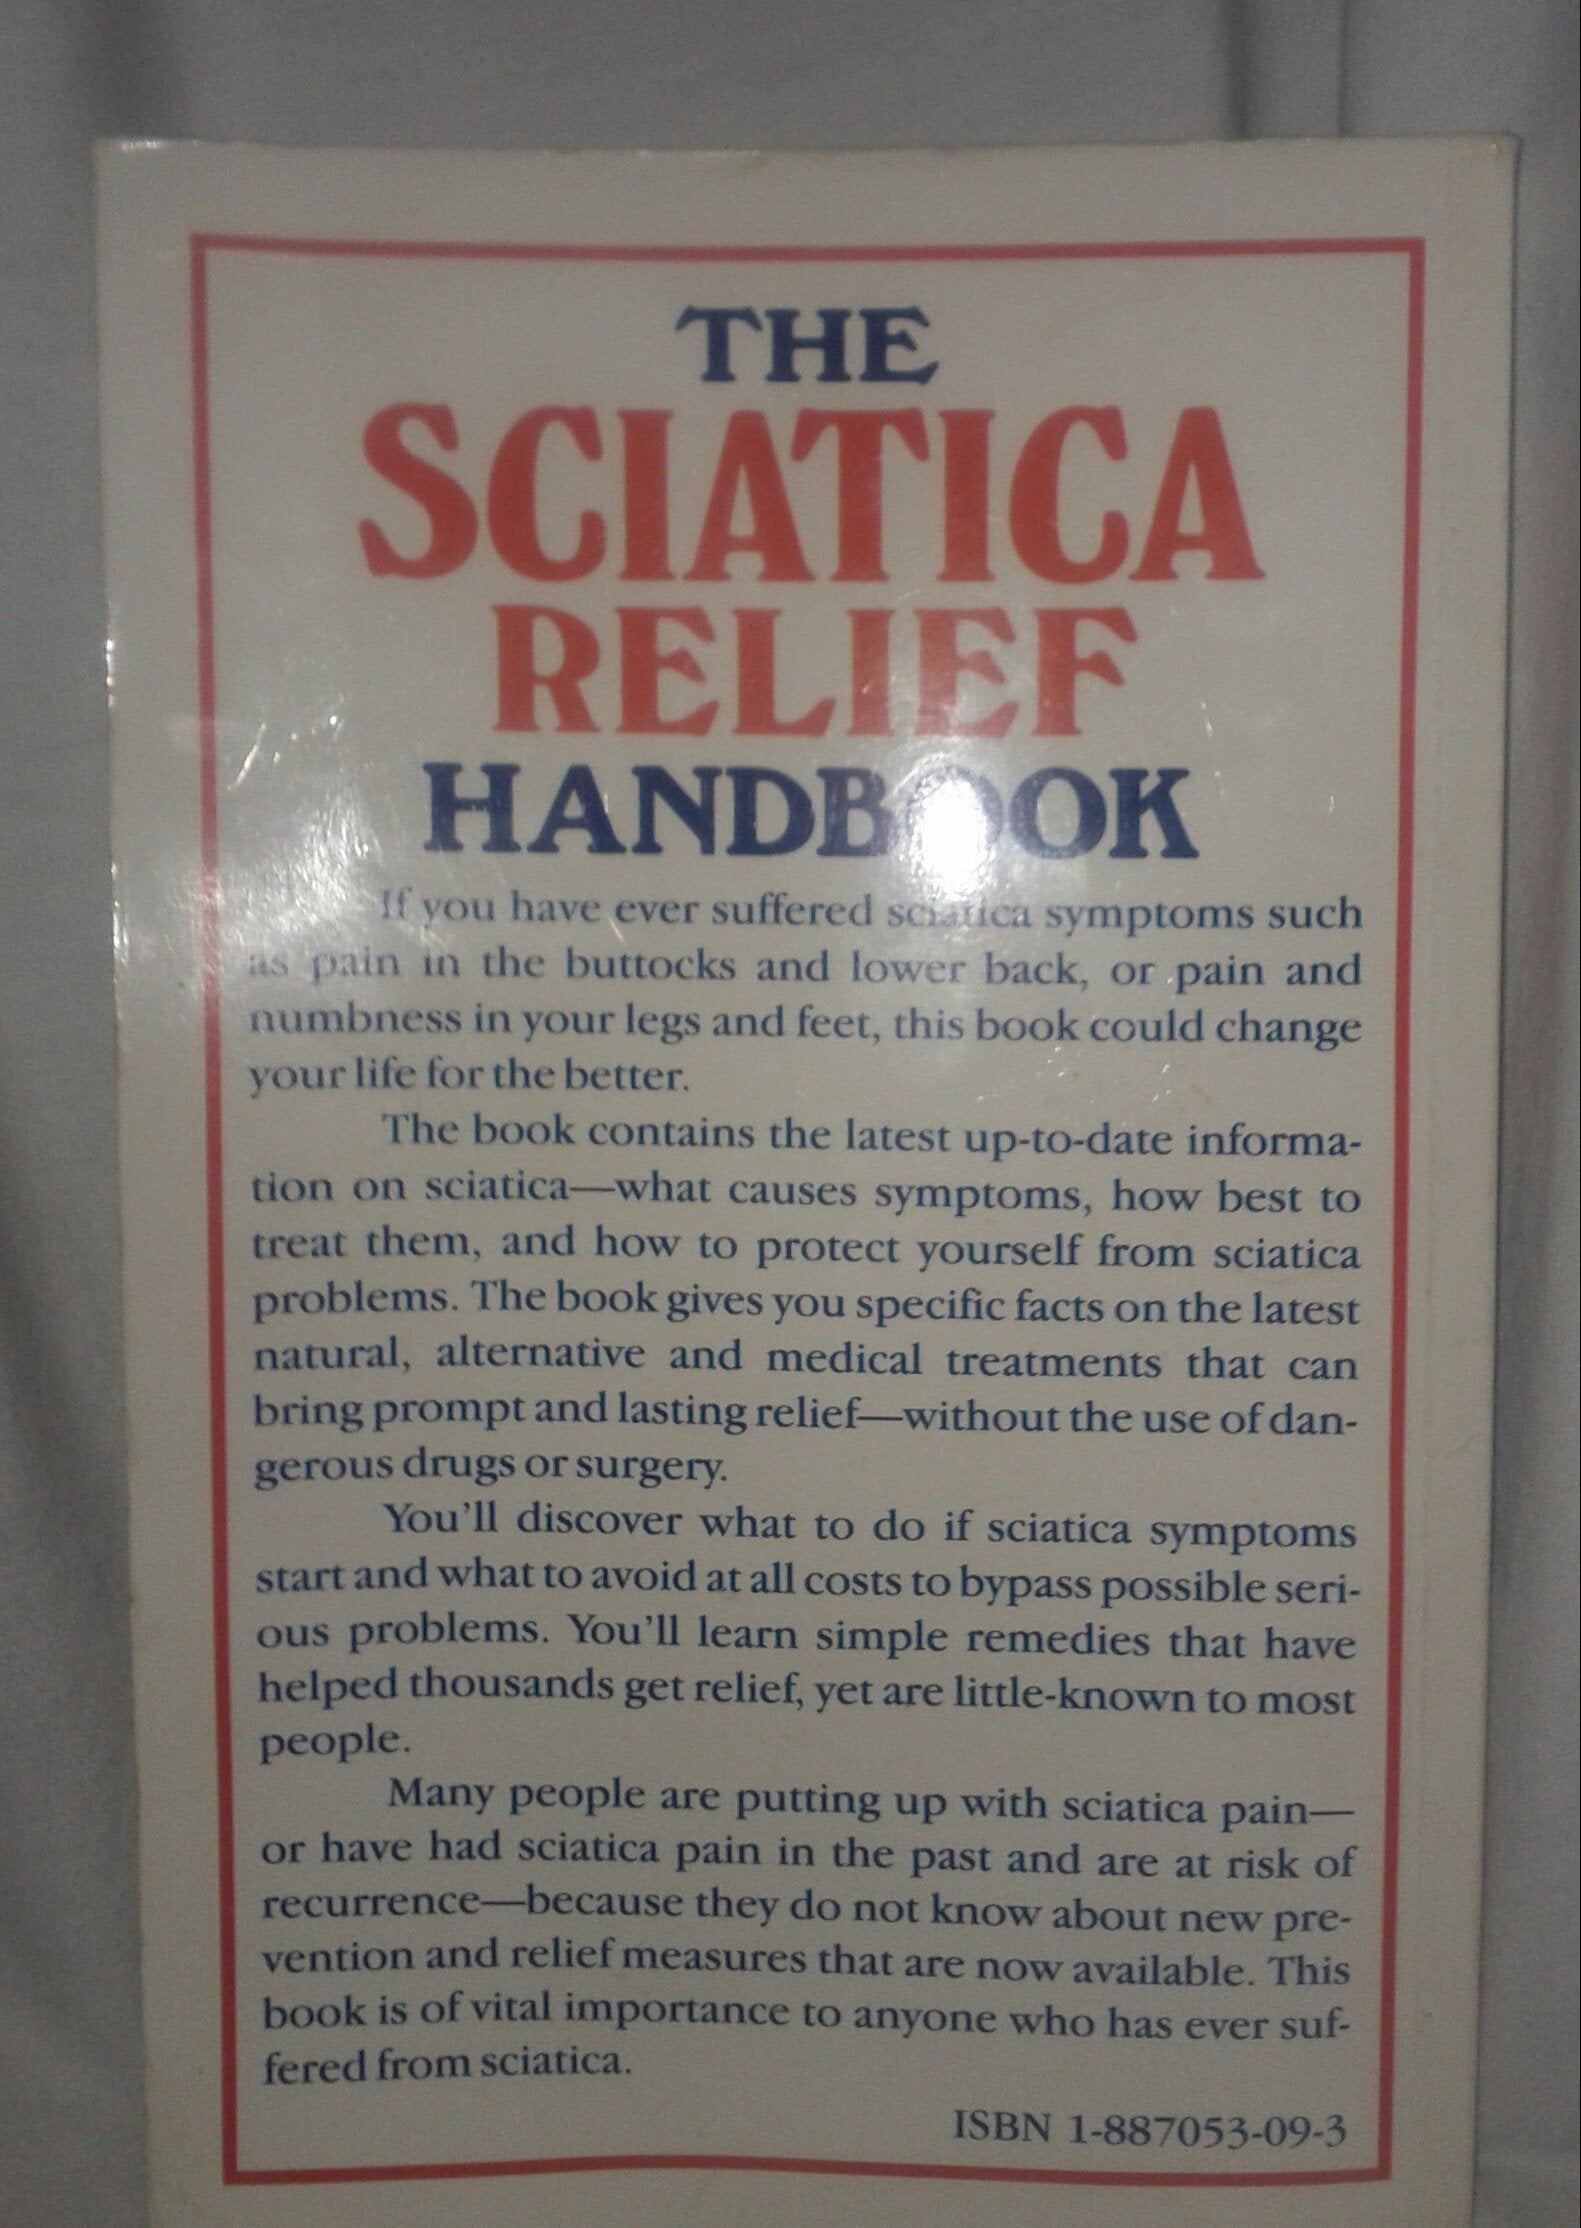 THE
SCIATICA
RELIEF
HANDBOOK
If you have ever suffered sciatica symptoms such
as pain in the buttocks and lower back, or pain and
numbness in your legs and feet, this book could change
your life for the better.
The book contains the latest up-to-date informa-
tion on sciatica—what causes symptoms, how best to
treat them, and how to protect yourself from sciatica
problems. The book gives you specific facts on the latest
natural, alternative and medical treatments that can
bring prompt and lasting relief—without the use of dan-
gerous drugs or surgery.
You'll discover what to do if sciatica symptoms
start and what to avoid at all costs to bypass possible seri-
ous problems. You'll learn simple remedies that have
helped thousands get relief, yet are little-known to most
people.
Many people are putting up with sciatica pain—
or have had sciatica pain in the past and are at risk of
recurrence—because they do not know about new pre-
vention and relief measures that are now available. This
book is of vital importance to anyone who has ever suf-
fered from sciatica.
ISBN 1-887053-09-3